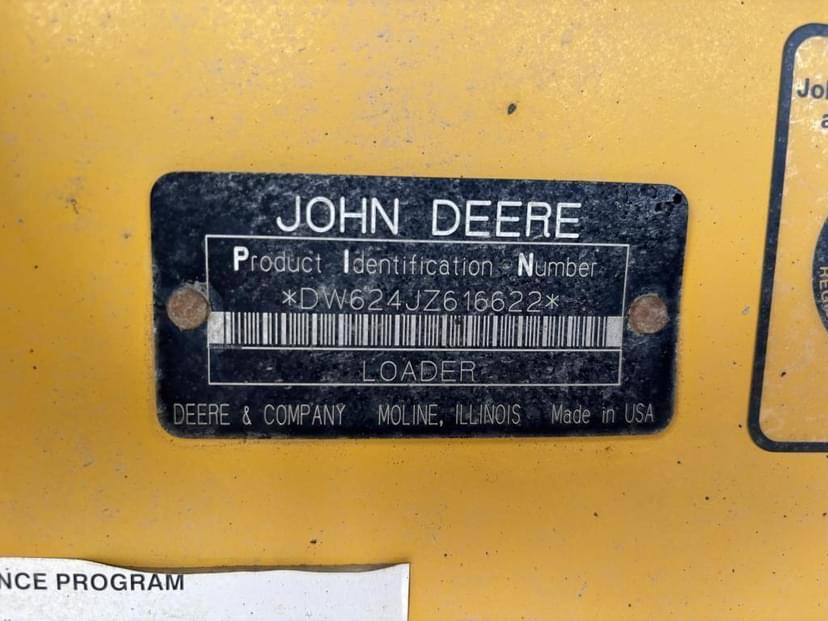 JOHN DEERE
Product Identification Number
*DW624JZ616622*
LOADER
DEERE & COMPANY MOLINE, ILLINOIS Made in USA
NCE PROGRAM